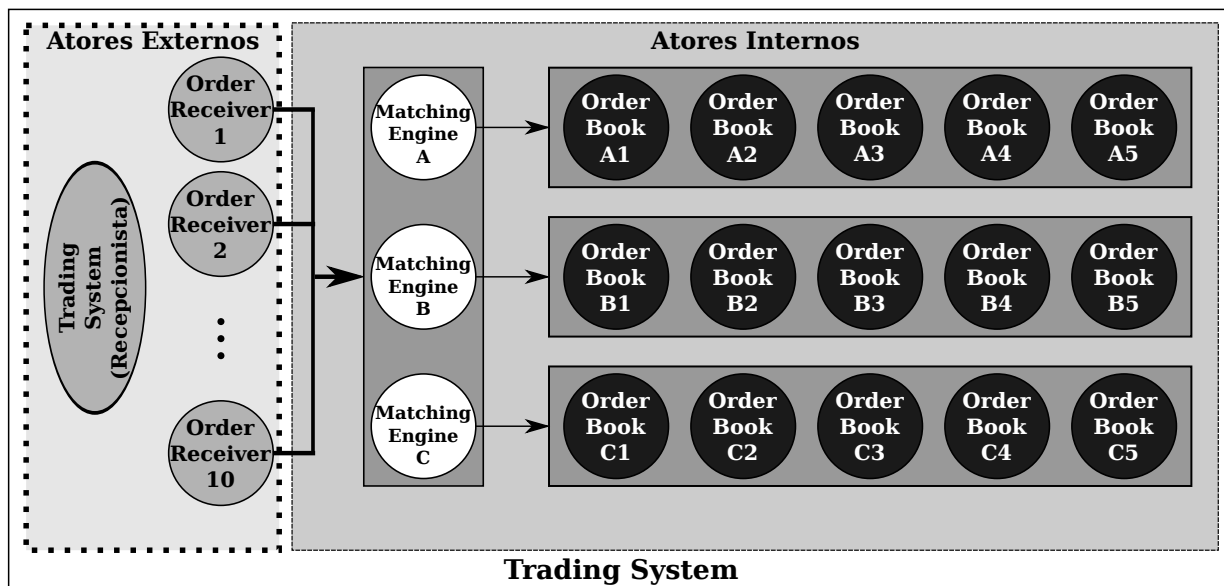 Atores Externos
Atores Internos
Order
Receiver
1
Order
Receiver
2
Order
Receiver
10
Trading
System
(Recepcionista)
Matching
Engine
A
Matching
Engine
B
Matching
Engine
C
Order
Book
A1
Order
Book
A2
Order
Book
A3
Order
Book
A4
Order
Book
A5
Order
Book
B1
Order
Book
B2
Order
Book
B3
Order
Book
B4
Order
Book
B5
Order
Book
C1
Order
Book
C2
Order
Book
C3
Order
Book
C4
Order
Book
C5
Trading System